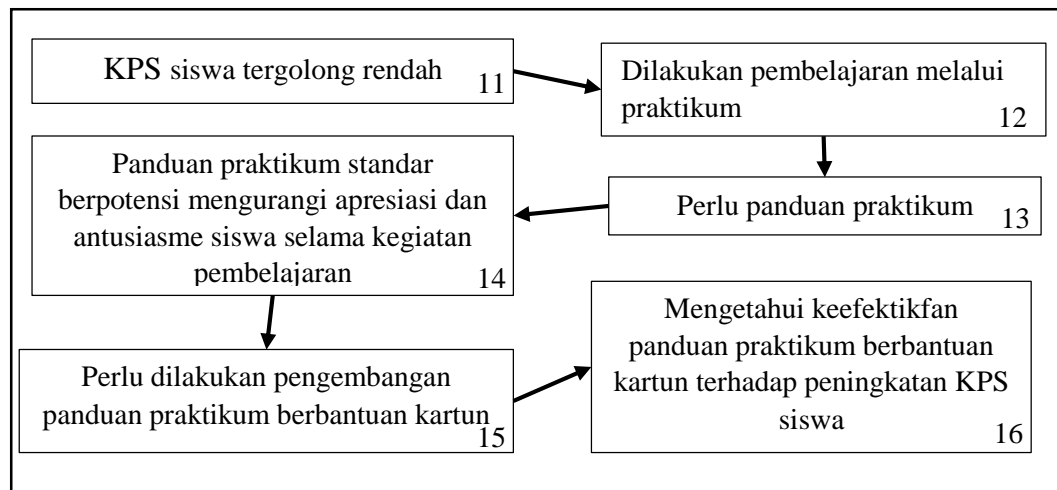 KPS siswa tergolong rendah
11
Dilakukan pembelajaran melalui
praktikum
12
Perlu panduan praktikum
13
Panduan praktikum standar
berpotensi mengurangi apresiasi dan
antusiasme siswa selama kegiatan
pembelajaran
14
Perlu dilakukan pengembangan
panduan praktikum berbantuan kartun
15
Mengetahui keefektikfan
panduan praktikum berbantuan
kartun terhadap peningkatan KPS
siswa
16